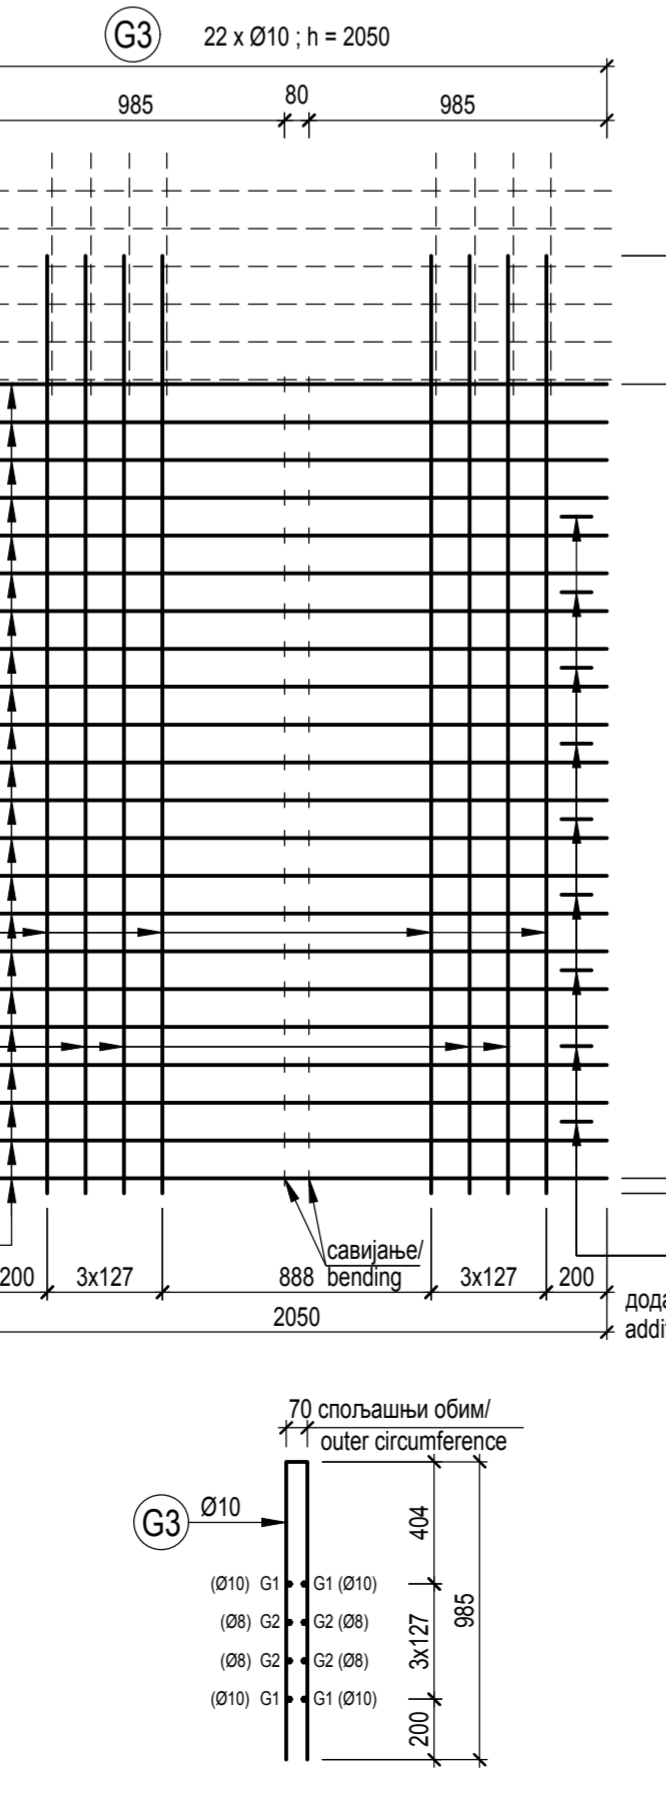 G3 22 x Ø10 ; h = 2050
985 80 985
савијање/
bending
200 3x127 888 3x127 200
2050
70 спољашњи обим/
outer circumference
G3 Ø10
404
985
3x127
200
(Ø10) G1 G1 (Ø10)
(Ø8) G2 G2 (Ø8)
(Ø8) G2 G2 (Ø8)
(Ø10) G1 G1 (Ø10)